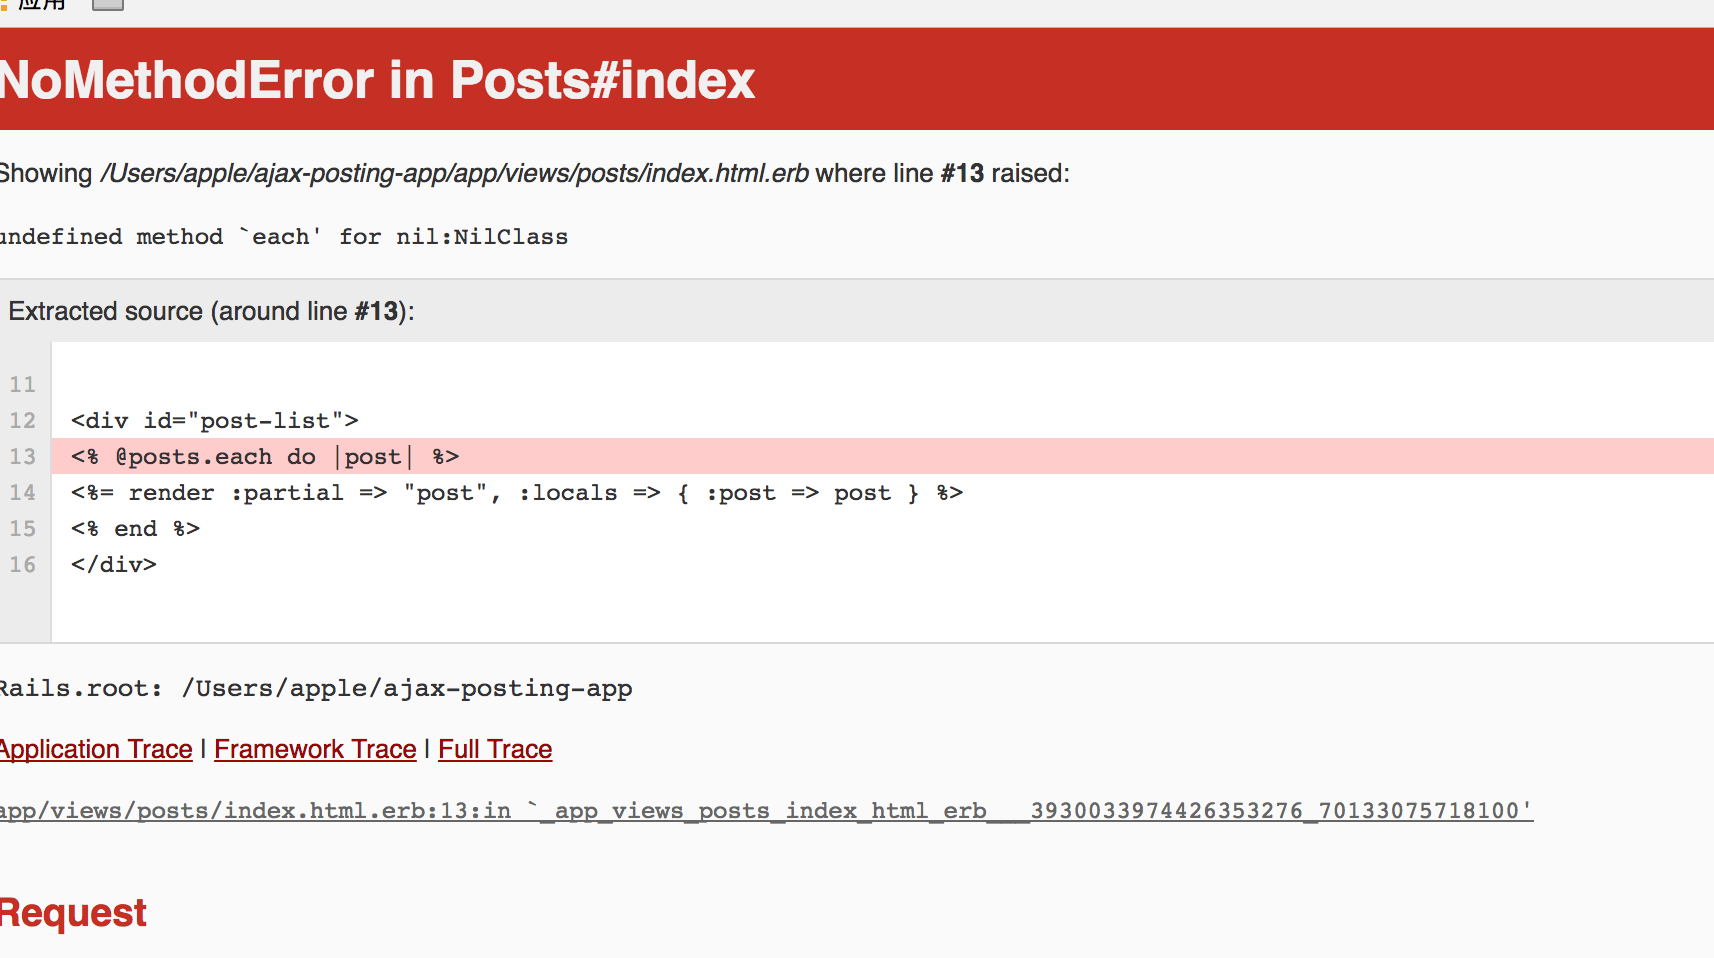 应用
NoMethodError in Posts#index
Showing /Users/apple/ajax-posting-app/app/views/posts/index.html.erb where line #13 raised:
undefined method `each' for nil:NilClass
Extracted source (around line #13):
11
12 <div id="post-list">
13 <% @posts.each do |post| %>
14 <%= render :partial => "post", :locals => { :post => post } %>
15 <% end %>
16 </div>
Rails.root: /Users/apple/ajax-posting-app
Application Trace | Framework Trace | Full Trace
app/views/posts/index.html.erb:13:in `_app_views_posts_index_html_erb___3930033974426353276_70133075718100'
Request